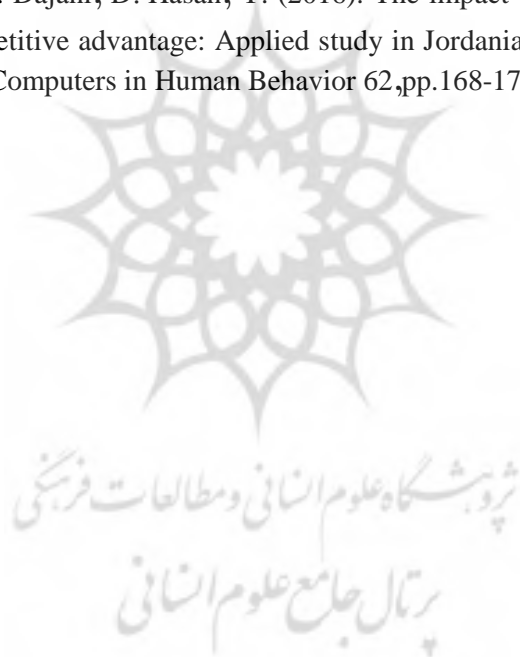 Dajani, D. Hasan, Y. (2016). The impact
etitive advantage: Applied study in Jordania
Computers in Human Behavior 62,pp.168-17
پژوهشگاه علوم انسانی و مطالعات فرهنگی
پرتال جامع علوم انسانی